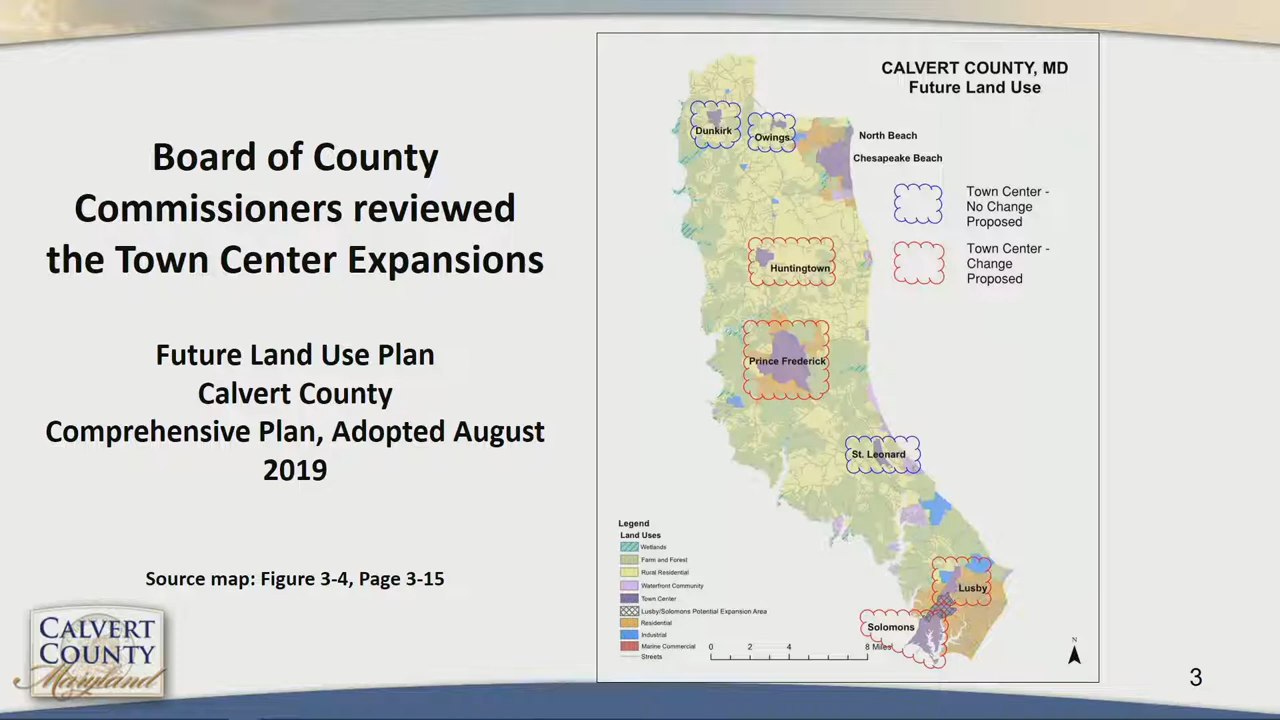 Board of County
Commissioners reviewed
the Town Center Expansions
Future Land Use Plan
Calvert County
Comprehensive Plan, Adopted August
2019
Source map: Figure 3-4, Page 3-15
CALVERT COUNTY
Maryland
CALVERT COUNTY, MD
Future Land Use
Dunkirk
Owings
North Beach
Chesapeake Beach
Town Center -
No Change
Proposed
Town Center -
Change
Proposed
Huntingtown
Prince Frederick
St. Leonard
Lusby
Solomons
Legend
Land Uses
Wetlands
Farm and Forest
Rural Residential
Waterfront Community
Town Center
Lusby/Solomons Potential Expansion Area
Residential
Industrial
Marine Commercial
Streets
0 2 4 8 Miles
N
3